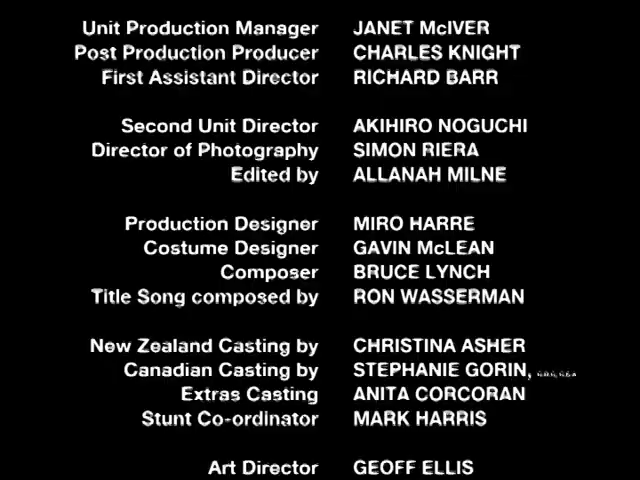 Unit Production Manager JANET McIVER
Post Production Producer CHARLES KNIGHT
First Assistant Director RICHARD BARR
Second Unit Director AKIHIRO NOGUCHI
Director of Photography SIMON RIERA
Edited by ALLANAH MILNE
Production Designer MIRO HARRE
Costume Designer GAVIN McLEAN
Composer BRUCE LYNCH
Title Song composed by RON WASSERMAN
New Zealand Casting by CHRISTINA ASHER
Canadian Casting by STEPHANIE GORIN,
Extras Casting ANITA CORCORAN
Stunt Co-ordinator MARK HARRIS
Art Director GEOFF ELLIS